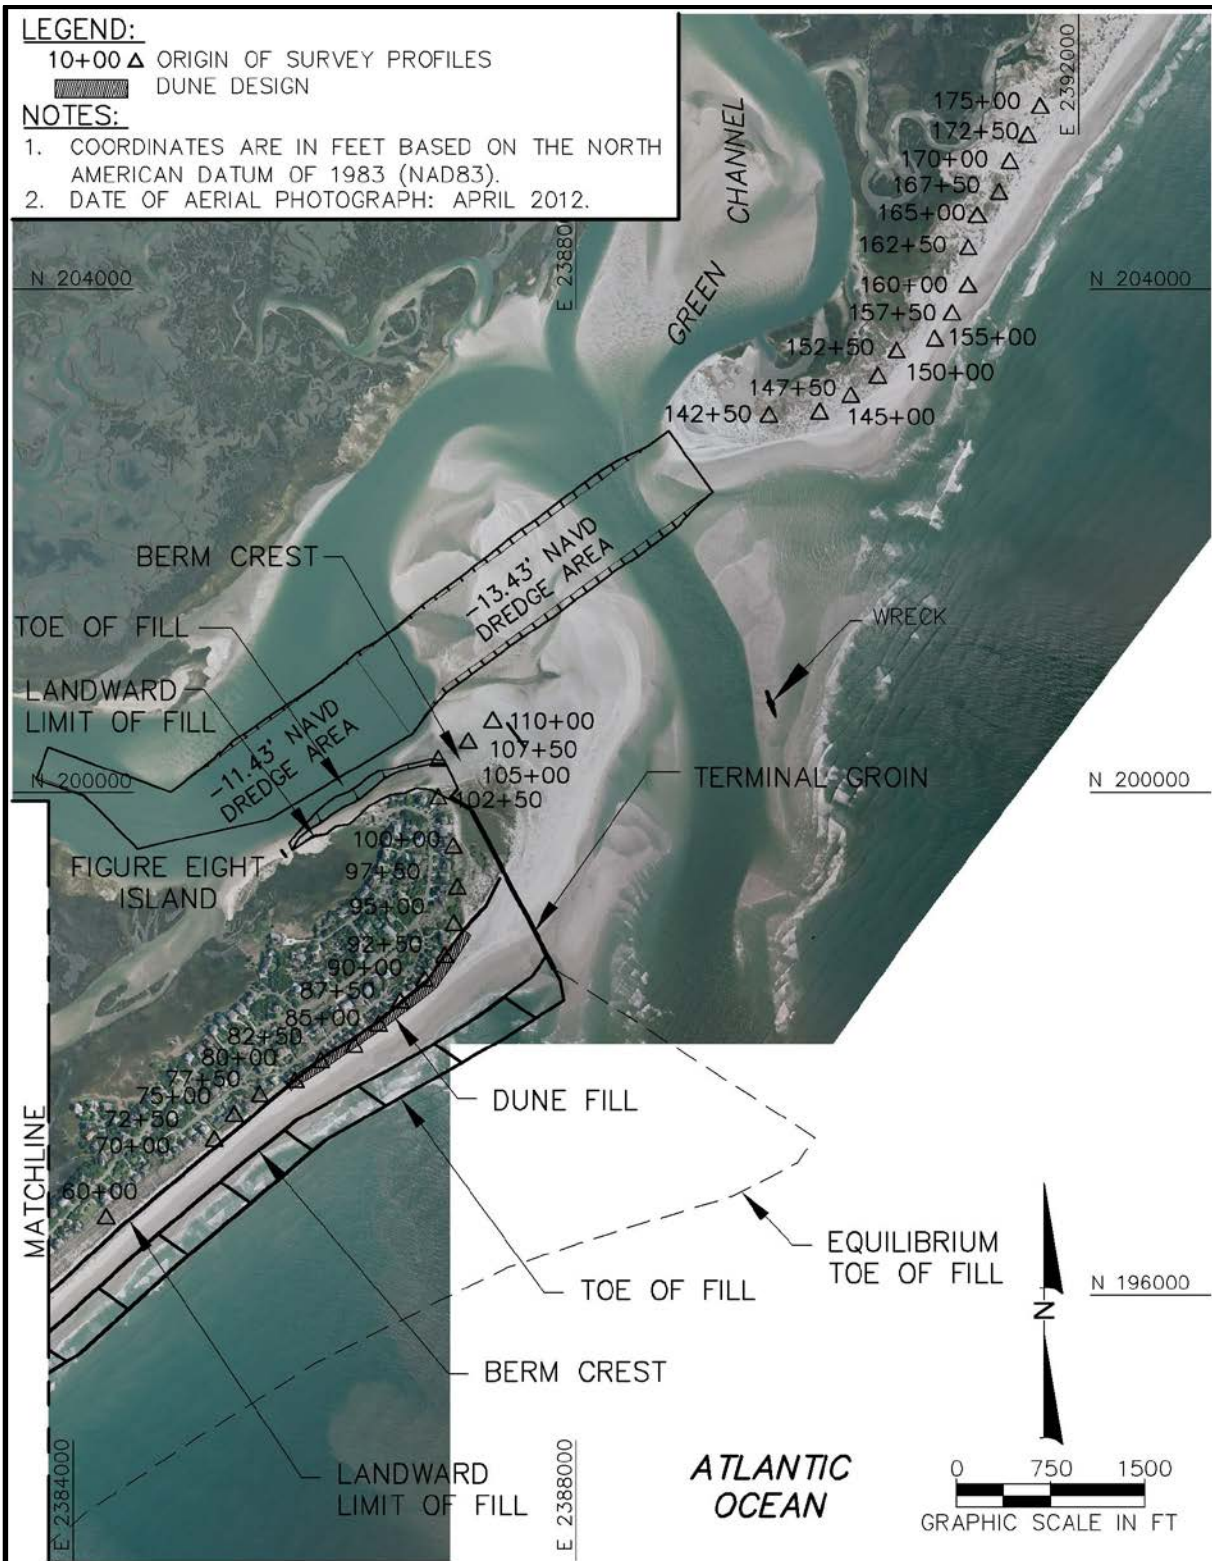 LEGEND:
10+00 △ ORIGIN OF SURVEY PROFILES
DUNE DESIGN
NOTES:
1. COORDINATES ARE IN FEET BASED ON THE NORTH
AMERICAN DATUM OF 1983 (NAD83).
2. DATE OF AERIAL PHOTOGRAPH: APRIL 2012.
E 2388000
E 2392000
GREEN CHANNEL
175+00
172+50
170+00
167+50
165+00
162+50
160+00
157+50
155+00
152+50
150+00
147+50
145+00
142+50
N 204000
N 204000
BERM CREST
-13.43' NAVD
DREDGE AREA
TOE OF FILL
WRECK
LANDWARD
LIMIT OF FILL
-11.43' NAVD
DREDGE AREA
110+00
107+50
105+00
102+50
TERMINAL GROIN
N 200000
N 200000
FIGURE EIGHT
ISLAND
100+00
97+50
95+00
92+50
90+00
87+50
85+00
82+50
80+00
77+50
75+00
72+50
70+00
60+00
MATCHLINE
DUNE FILL
EQUILIBRIUM
TOE OF FILL
TOE OF FILL
N 196000
N
BERM CREST
LANDWARD
LIMIT OF FILL
E 2384000
E 2388000
ATLANTIC
OCEAN
0 750 1500
GRAPHIC SCALE IN FT